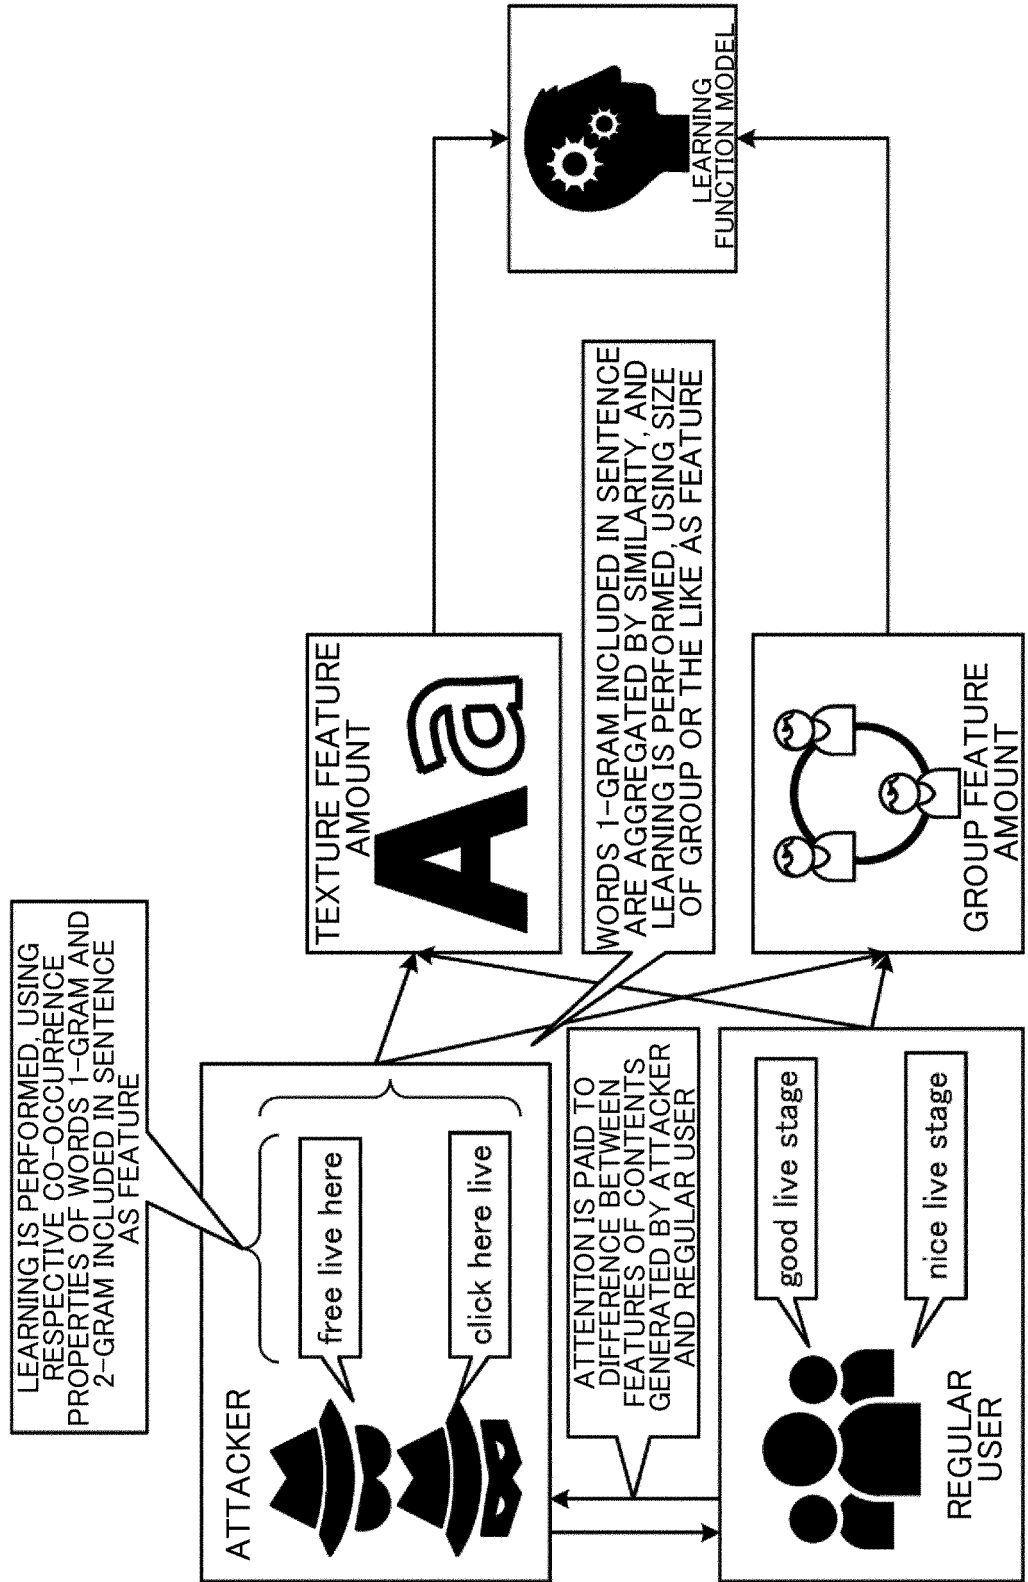 LEARNING IS PERFORMED, USING
RESPECTIVE CO-OCCURRENCE
PROPERTIES OF WORDS 1-GRAM AND
2-GRAM INCLUDED IN SENTENCE
AS FEATURE
ATTACKER
free live here
click here live
ATTENTION IS PAID TO
DIFFERENCE BETWEEN
FEATURES OF CONTENTS
GENERATED BY ATTACKER
AND REGULAR USER
good live stage
nice live stage
REGULAR
USER
TEXTURE FEATURE
AMOUNT
Aa
WORDS 1-GRAM INCLUDED IN SENTENCE
ARE AGGREGATED BY SIMILARITY, AND
LEARNING IS PERFORMED, USING SIZE
OF GROUP OR THE LIKE AS FEATURE
GROUP FEATURE
AMOUNT
LEARNING
FUNCTION MODEL